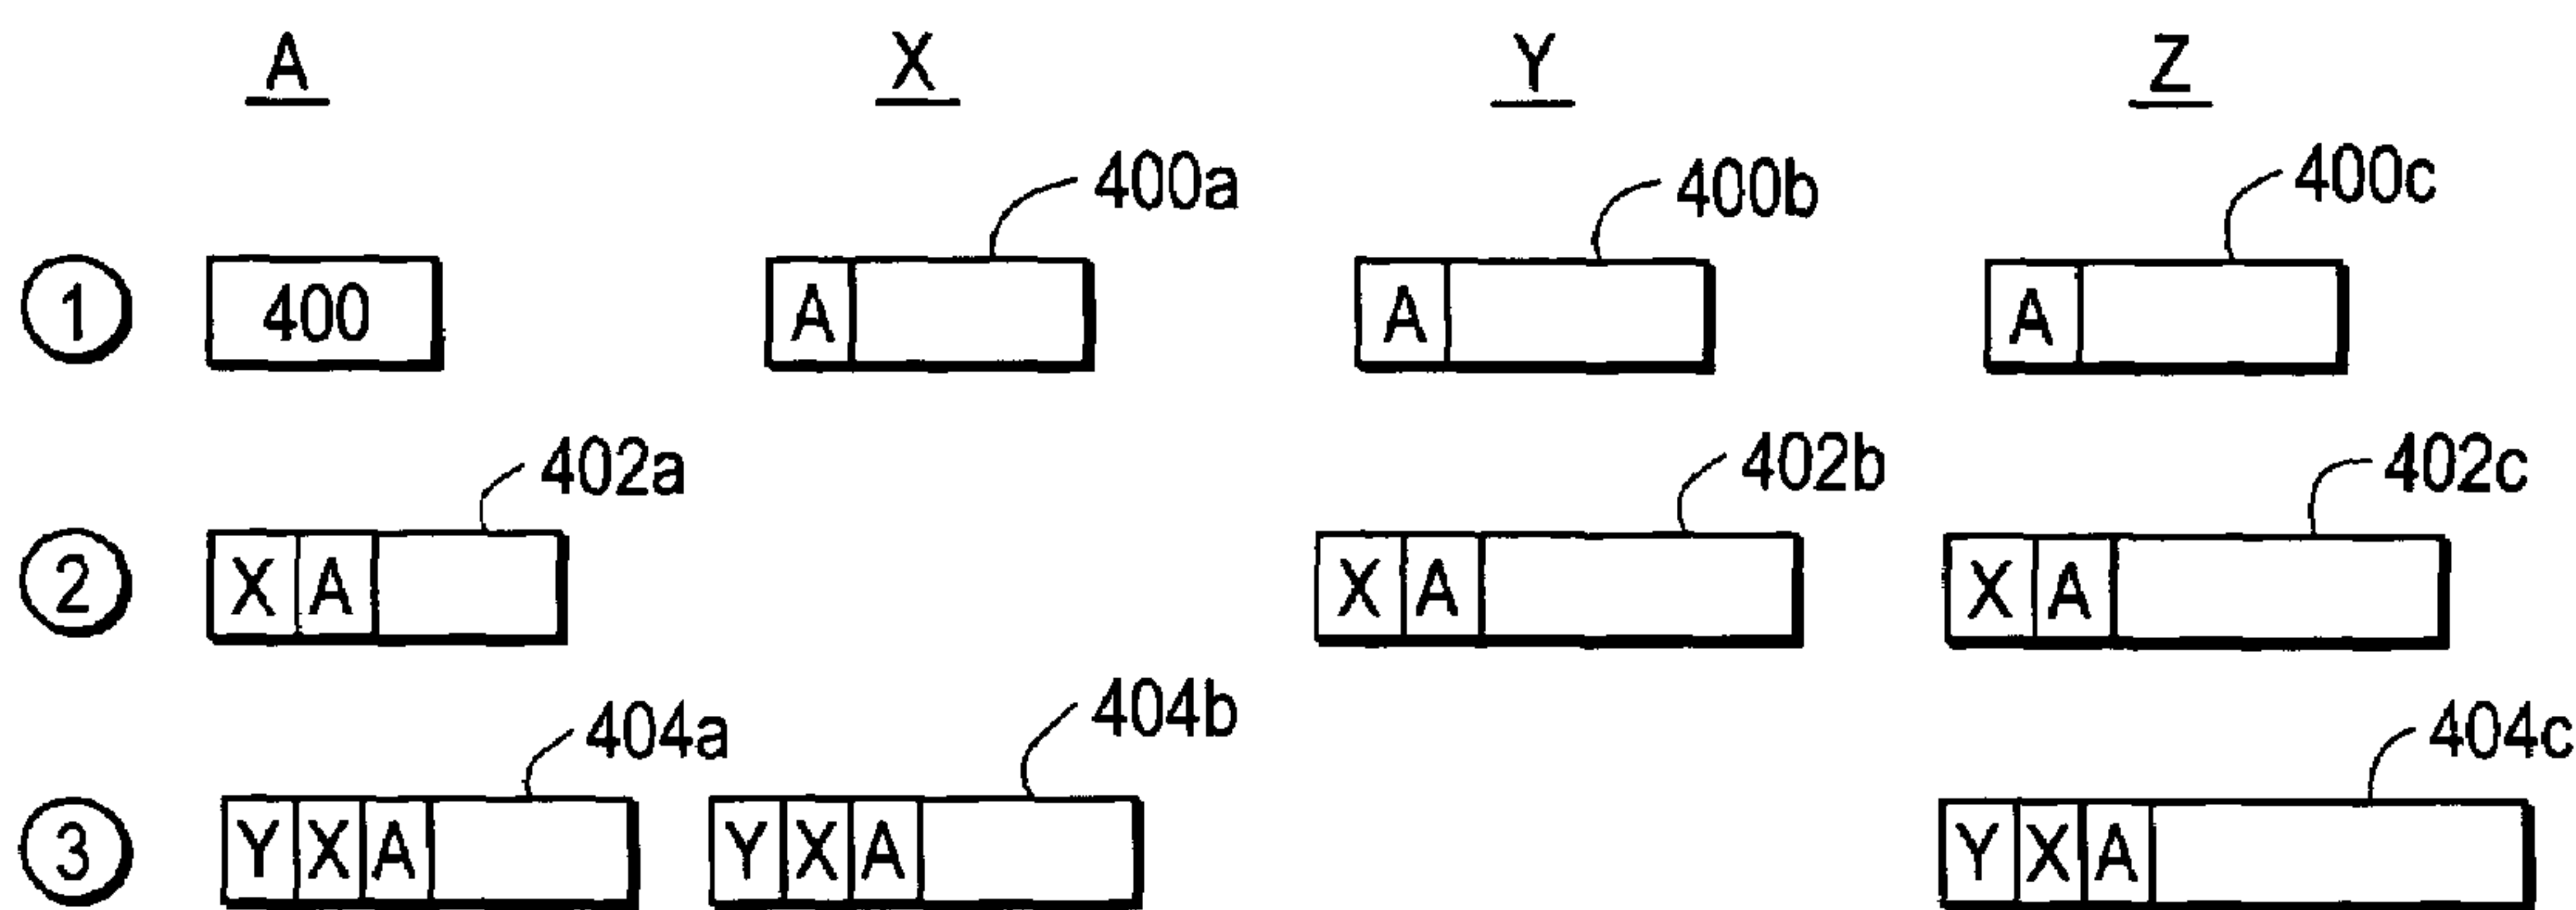 A X Y Z
400a 400b 400c
1 400 A A A
402a 402b 402c
2 X A X A X A
404a 404b 404c
3 Y X A Y X A Y X A